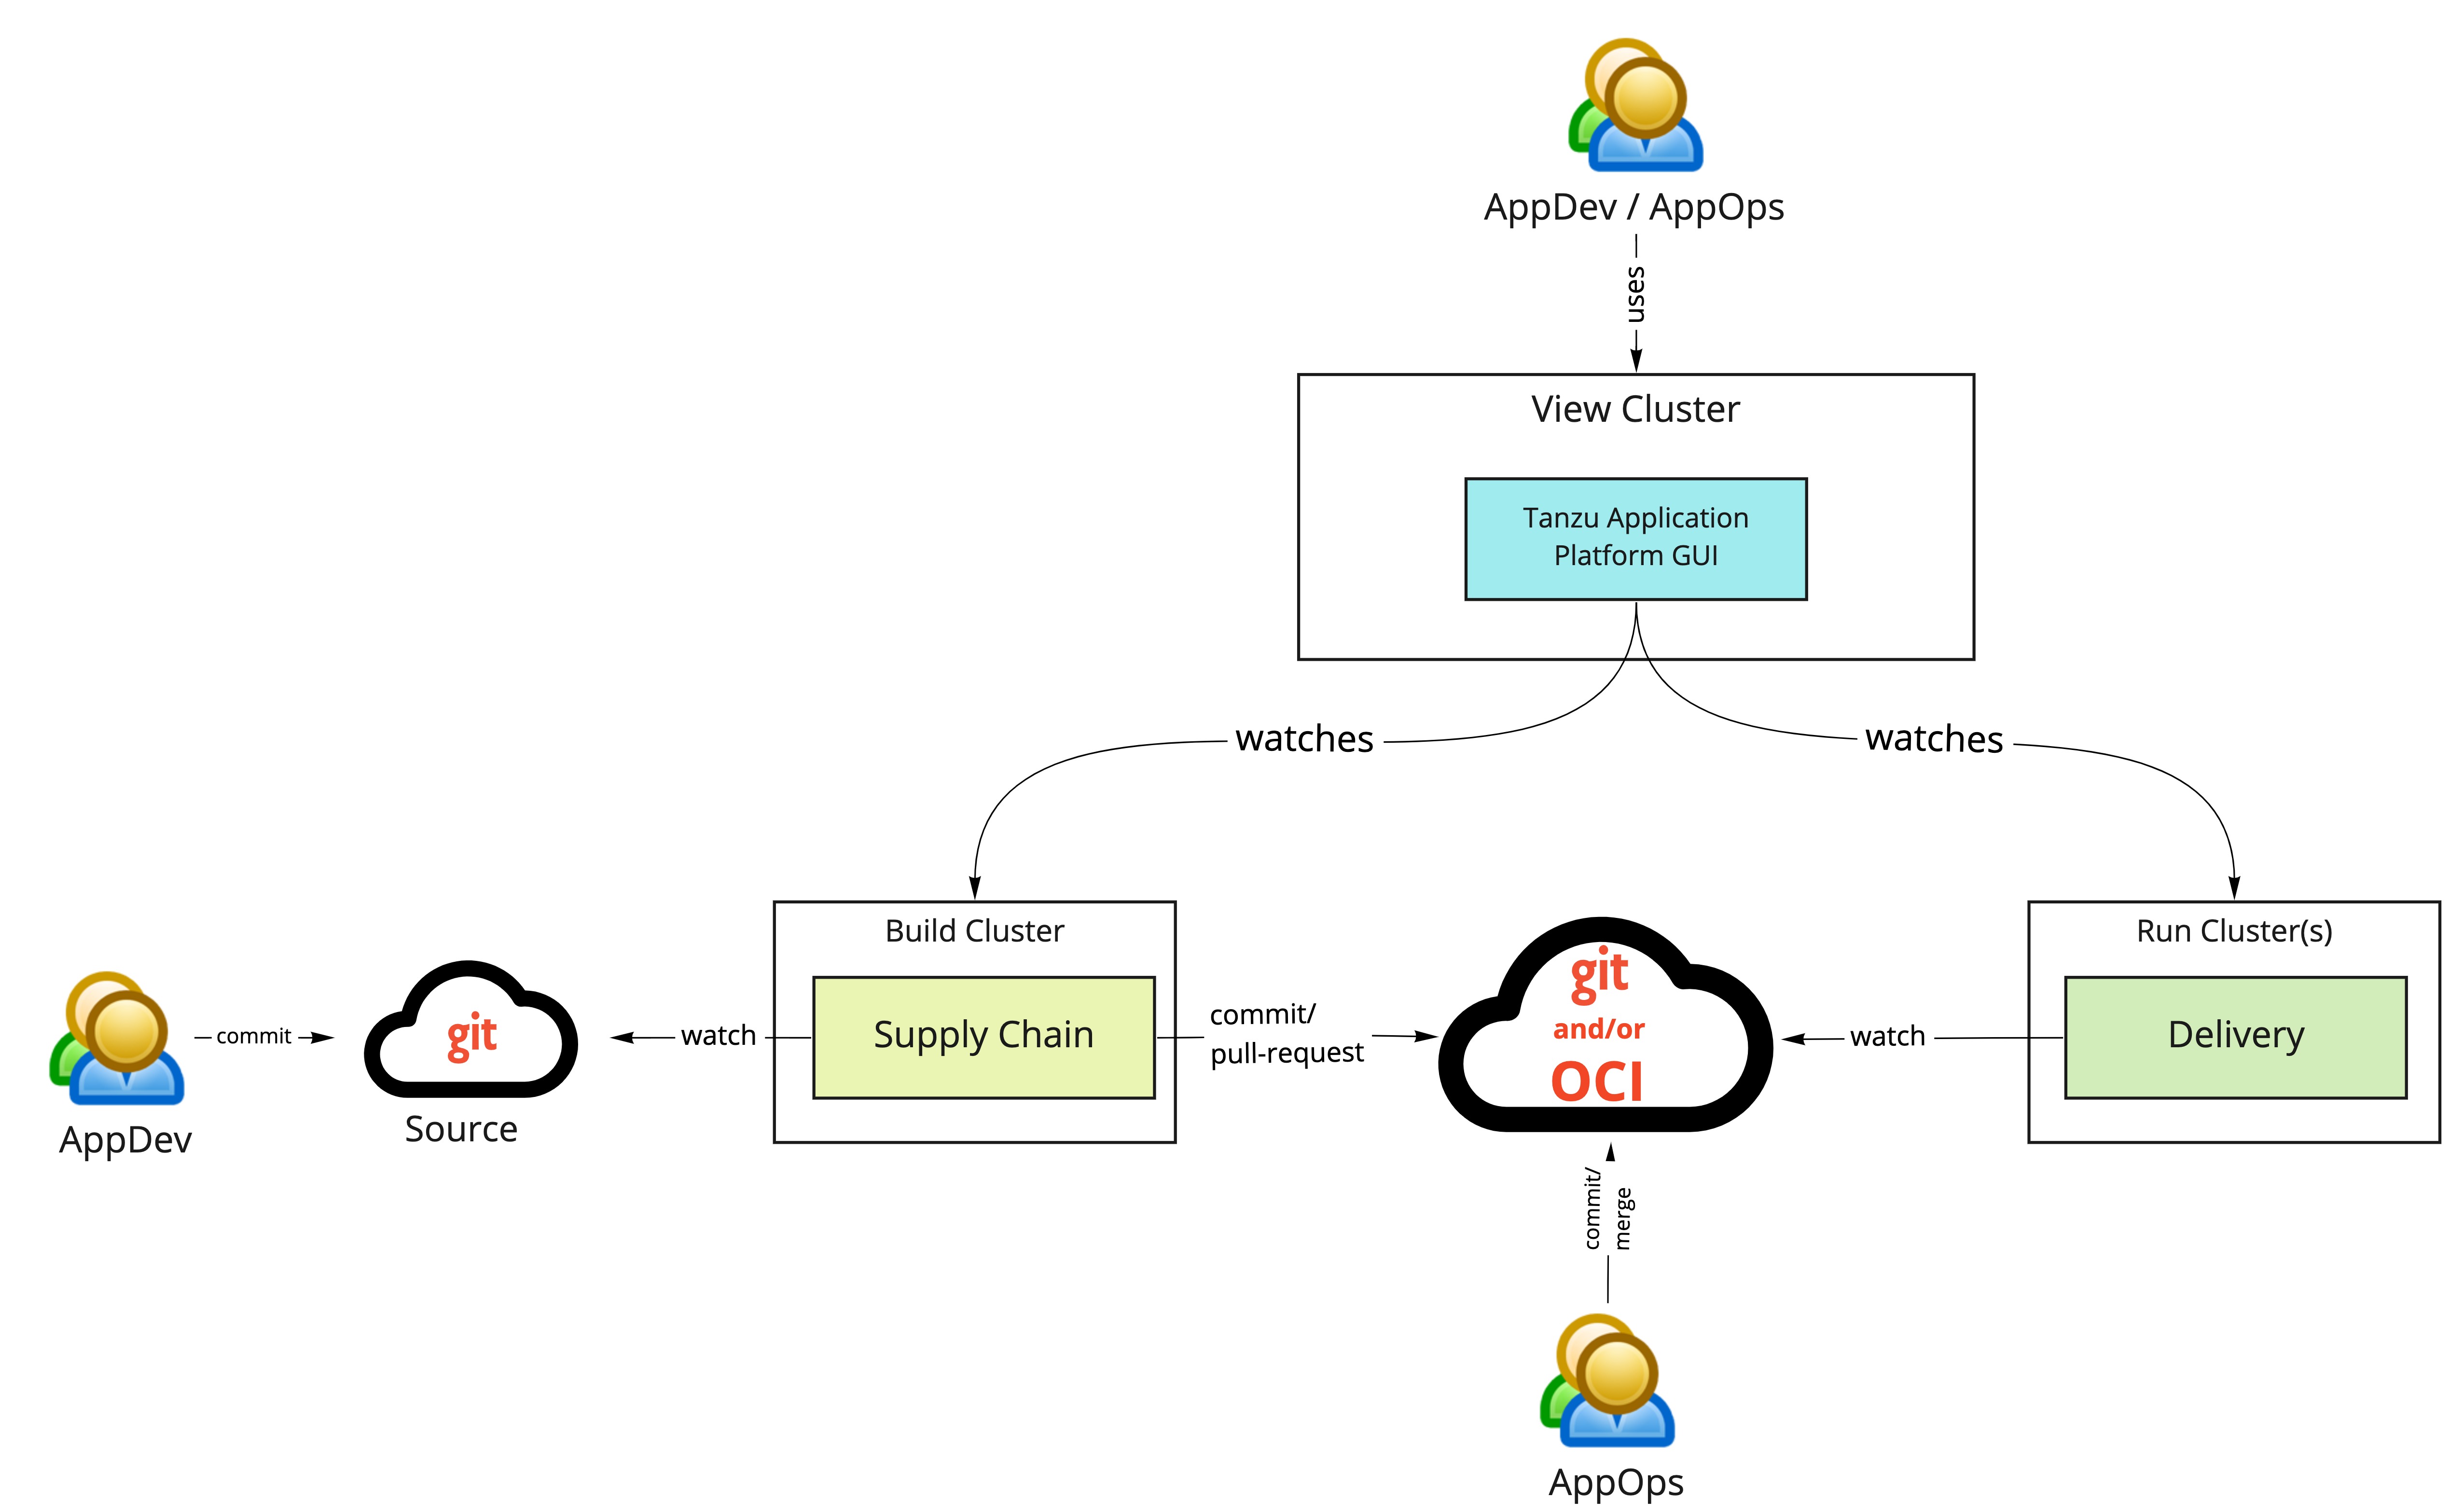 AppDev / AppOps
uses
View Cluster
Tanzu Application
Platform GUI
watches
watches
Build Cluster
Supply Chain
Run Cluster(s)
Delivery
AppDev
commit
git
Source
watch
commit/
pull-request
git
and/or
OCI
watch
commit/
merge
AppOps